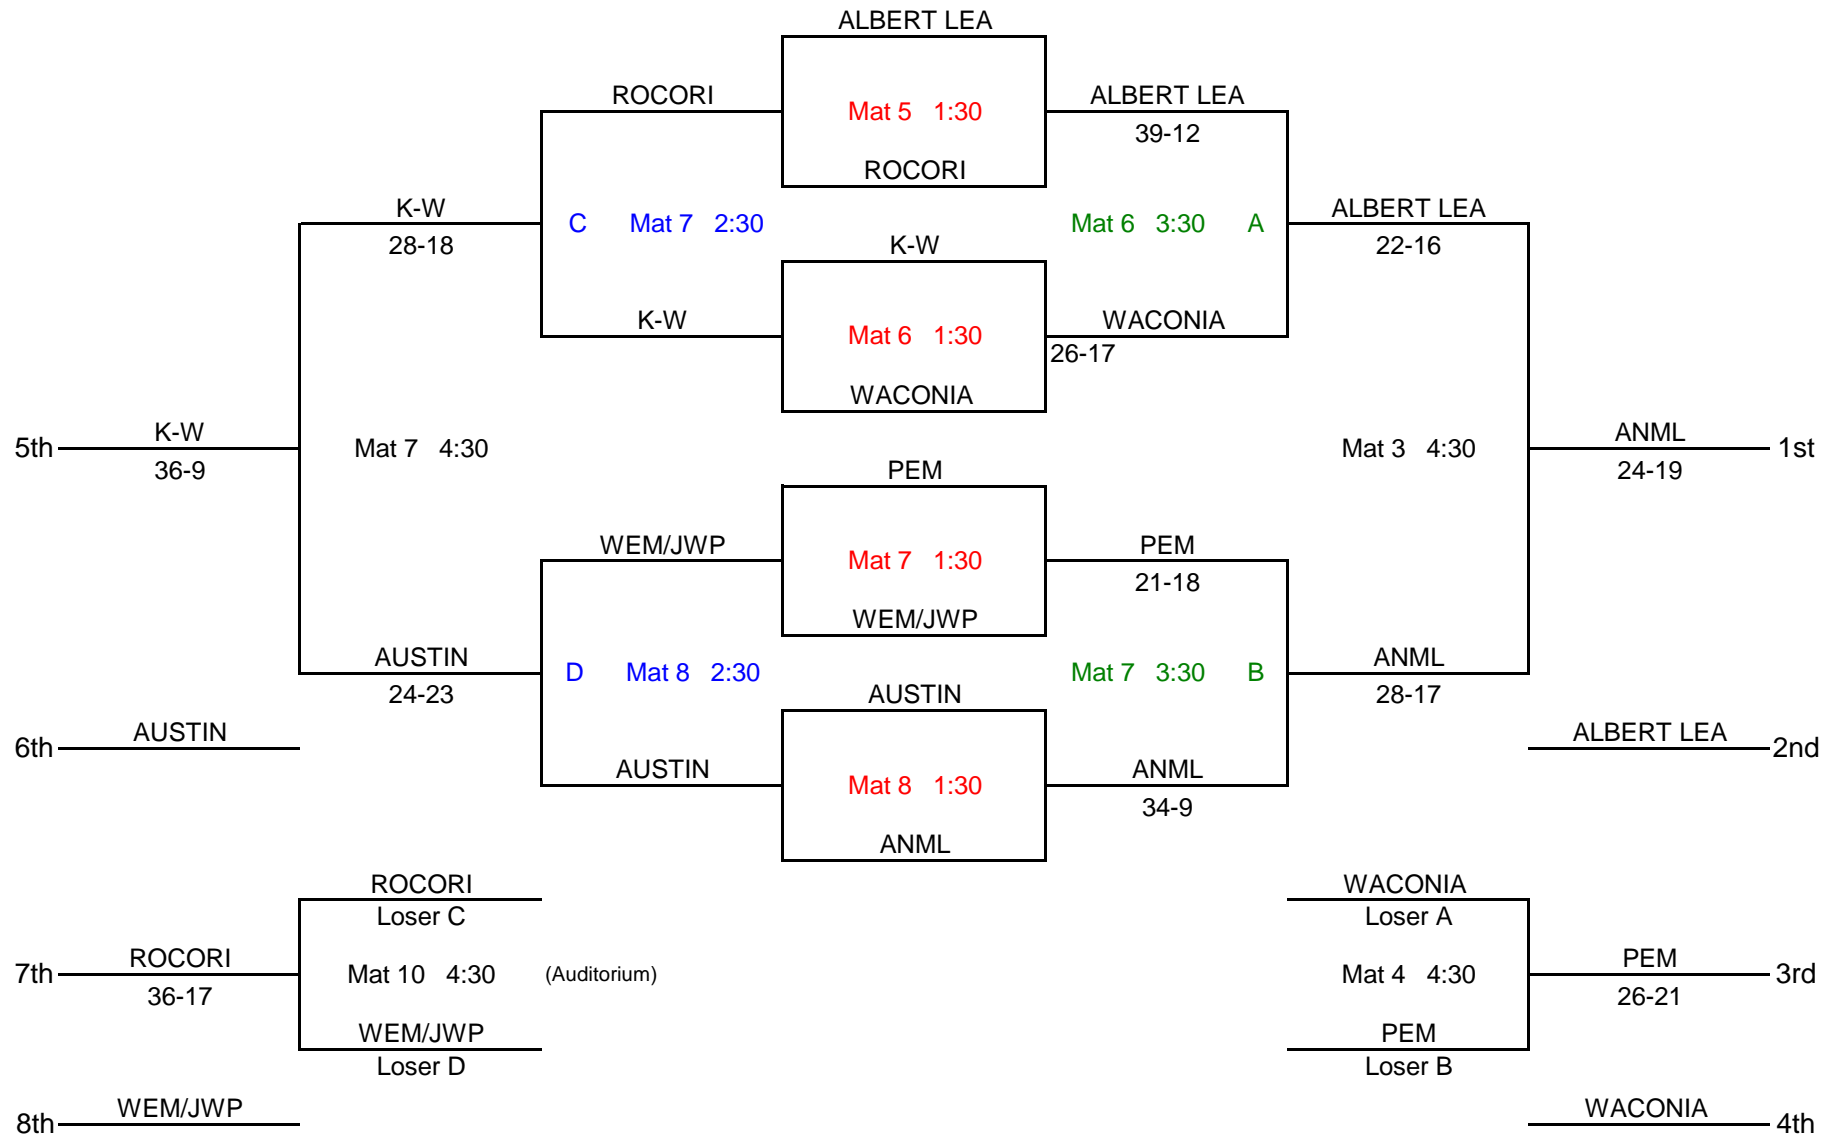 ALBERT LEA
ROCORI
Mat 5 1:30
ALBERT LEA
39-12
ROCORI
K-W
28-18
C Mat 7 2:30
Mat 6 3:30 A
ALBERT LEA
22-16
K-W
K-W
Mat 6 1:30
WACONIA
26-17
WACONIA
5th
K-W
36-9
Mat 7 4:30
Mat 3 4:30
ANML
24-19
1st
PEM
WEM/JWP
Mat 7 1:30
PEM
21-18
WEM/JWP
AUSTIN
24-23
D Mat 8 2:30
Mat 7 3:30 B
ANML
28-17
AUSTIN
6th
AUSTIN
ALBERT LEA
2nd
AUSTIN
Mat 8 1:30
ANML
34-9
ANML
ROCORI
Loser C
WACONIA
Loser A
7th
ROCORI
36-17
Mat 10 4:30 (Auditorium)
Mat 4 4:30
PEM
26-21
3rd
WEM/JWP
Loser D
PEM
Loser B
8th
WEM/JWP
WACONIA
4th